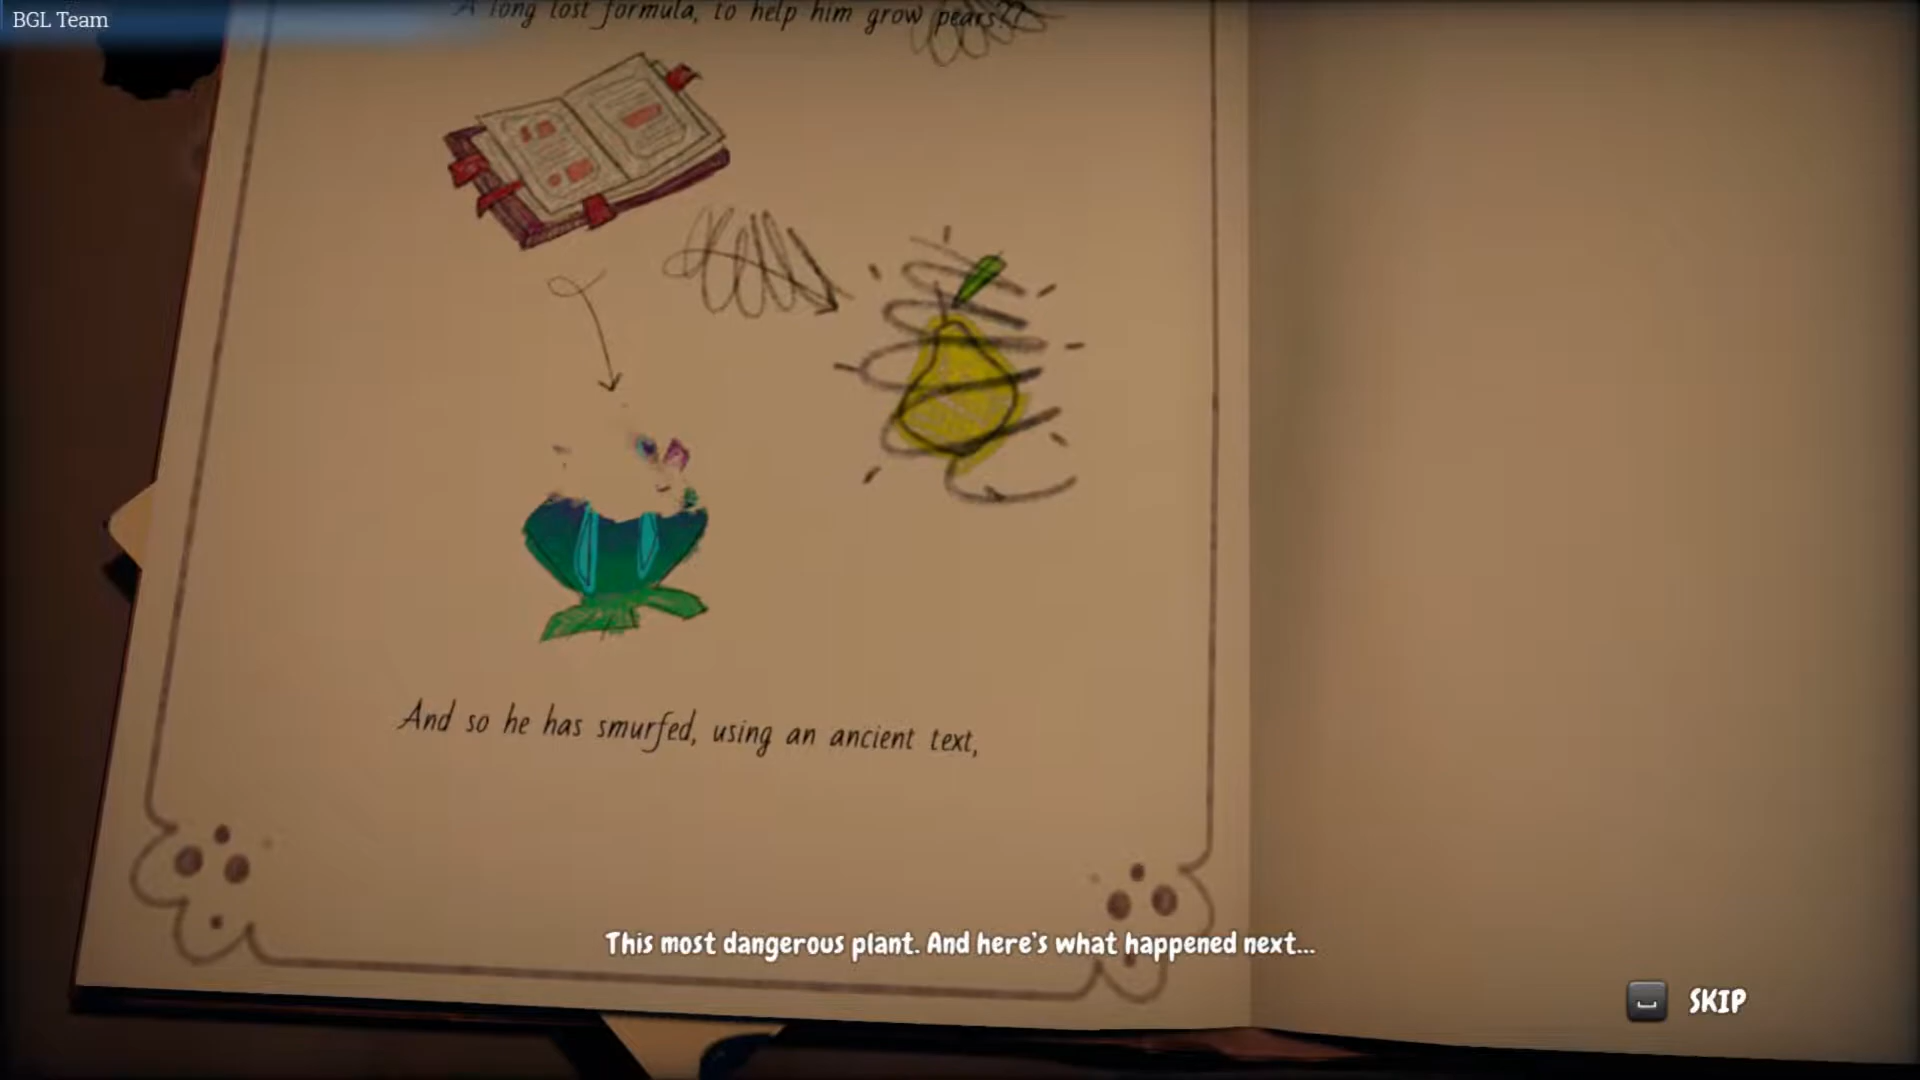 BGL Team
A long lost formula, to help him grow pears??
And so he has smurfed, using an ancient text,
This most dangerous plant. And here's what happened next...
SKIP